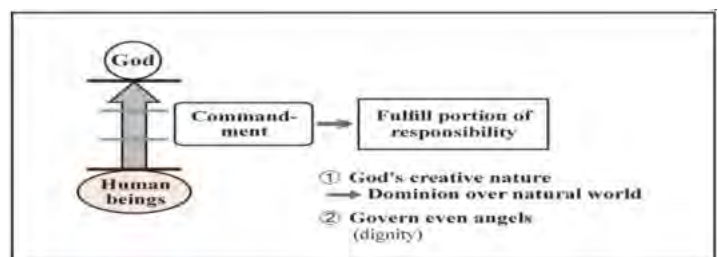 God
Command-
ment
Fulfill portion of
responsibility
Human
beings
① God's creative nature
Dominion over natural world
② Govern even angels
(dignity)